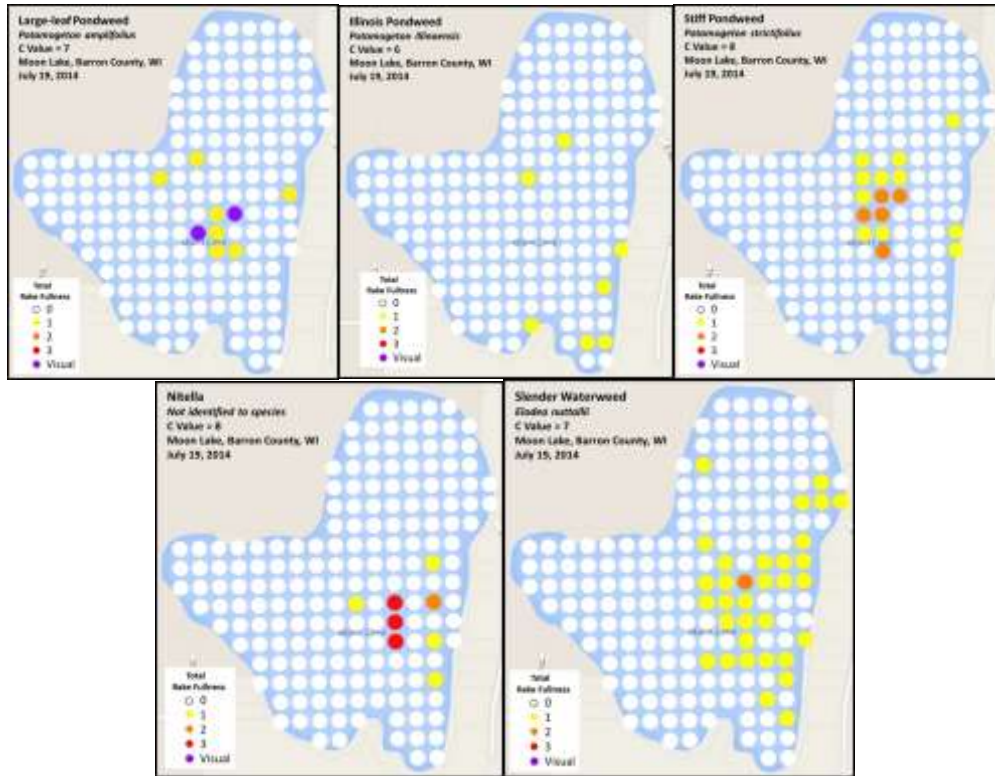 Large-leaf Pondweed
Potamogeton amplifolius
C Value = 7
Moon Lake, Barron County, WI
July 19, 2014
Total
Rake Fullness
0
1
2
3
Visual
Illinois Pondweed
Potamogeton illinoensis
C Value = 6
Moon Lake, Barron County, WI
July 19, 2014
Total
Rake Fullness
0
1
2
3
Visual
Stiff Pondweed
Potamogeton strictifolius
C Value = 8
Moon Lake, Barron County, WI
July 19, 2014
Total
Rake Fullness
0
1
2
3
Visual
Nitella
Not identified to species
C Value = 8
Moon Lake, Barron County, WI
July 19, 2014
Total
Rake Fullness
0
1
2
3
Visual
Slender Waterweed
Elodea nuttallii
C Value = 7
Moon Lake, Barron County, WI
July 19, 2014
Total
Rake Fullness
0
1
2
3
Visual